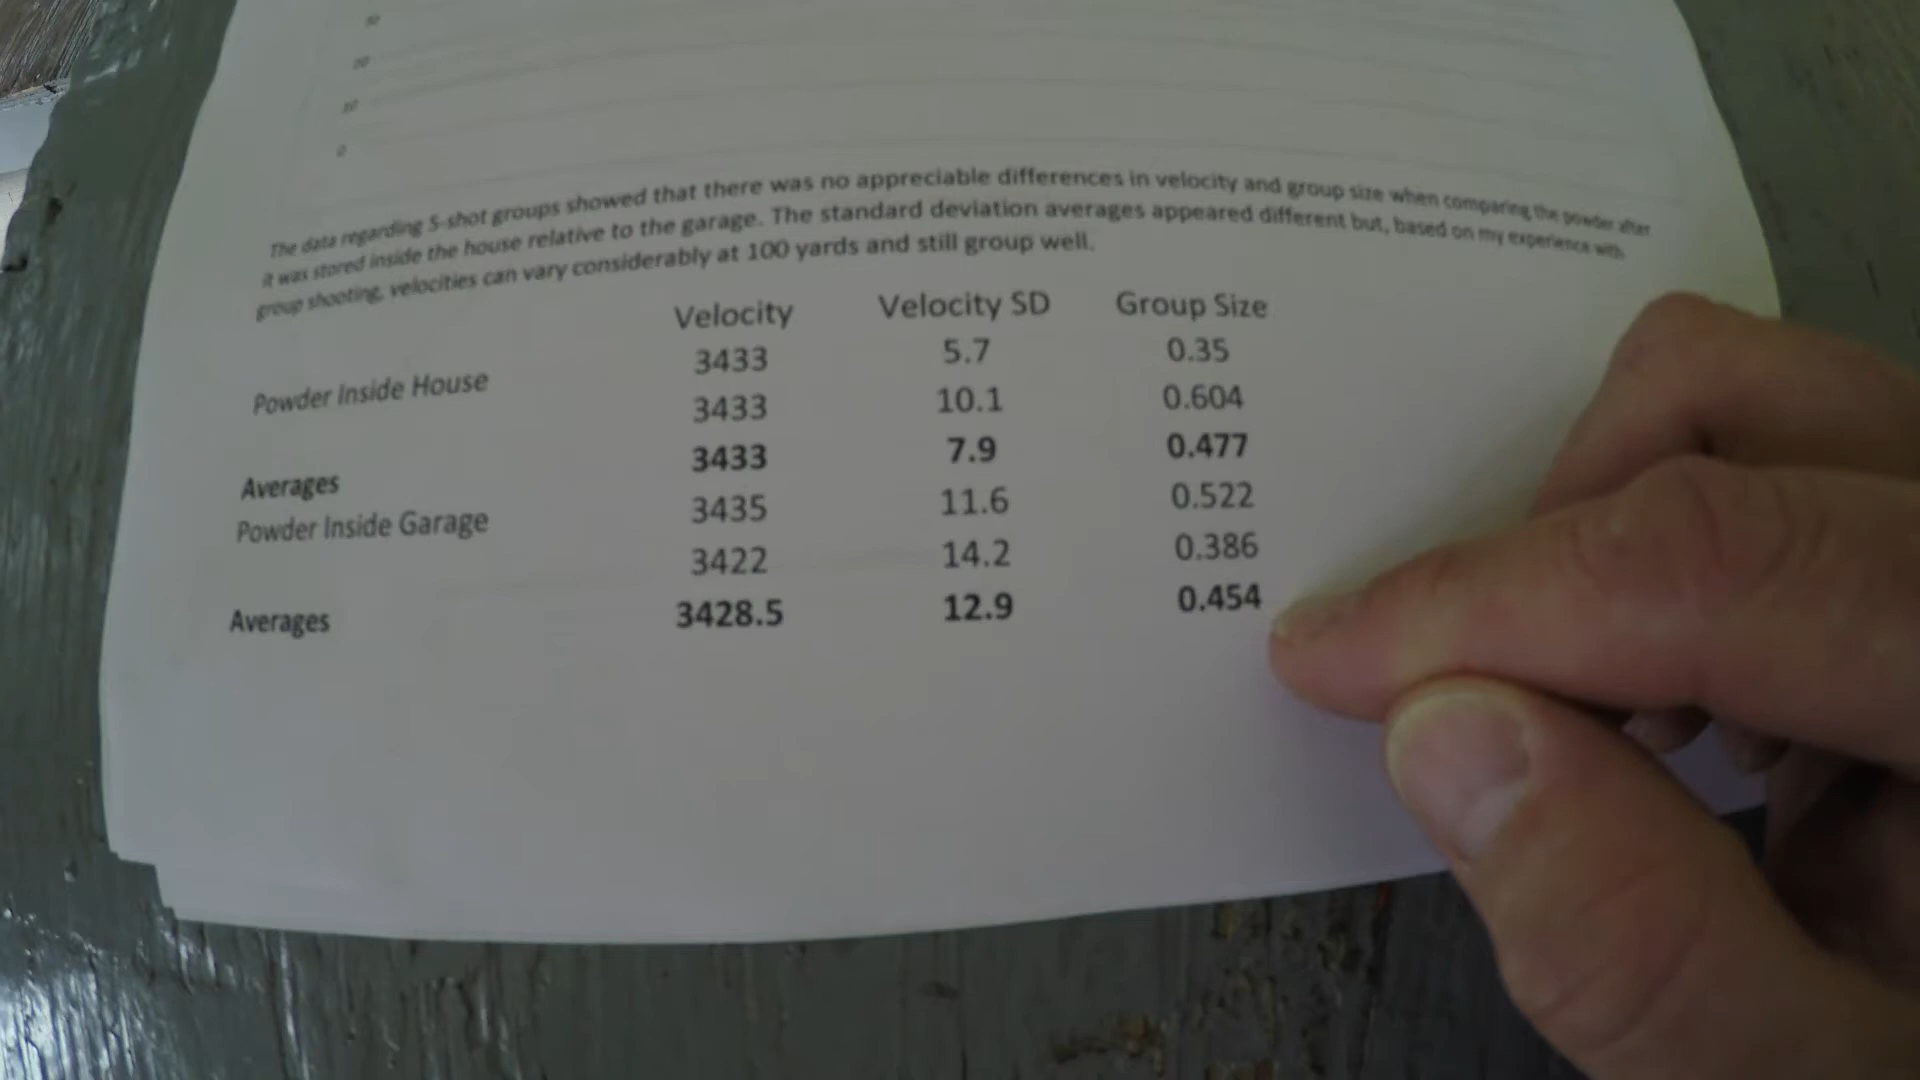 30
20
10
0
The data regarding 5-shot groups showed that there was no appreciable differences in velocity and group size when comparing the powder after
it was stored inside the house relative to the garage. The standard deviation averages appeared different but, based on my experience with
group shooting, velocities can vary considerably at 100 yards and still group well.
Velocity Velocity SD Group Size
Powder Inside House 3433 5.7 0.35
3433 10.1 0.604
Averages 3433 7.9 0.477
Powder Inside Garage 3435 11.6 0.522
3422 14.2 0.386
Averages 3428.5 12.9 0.454